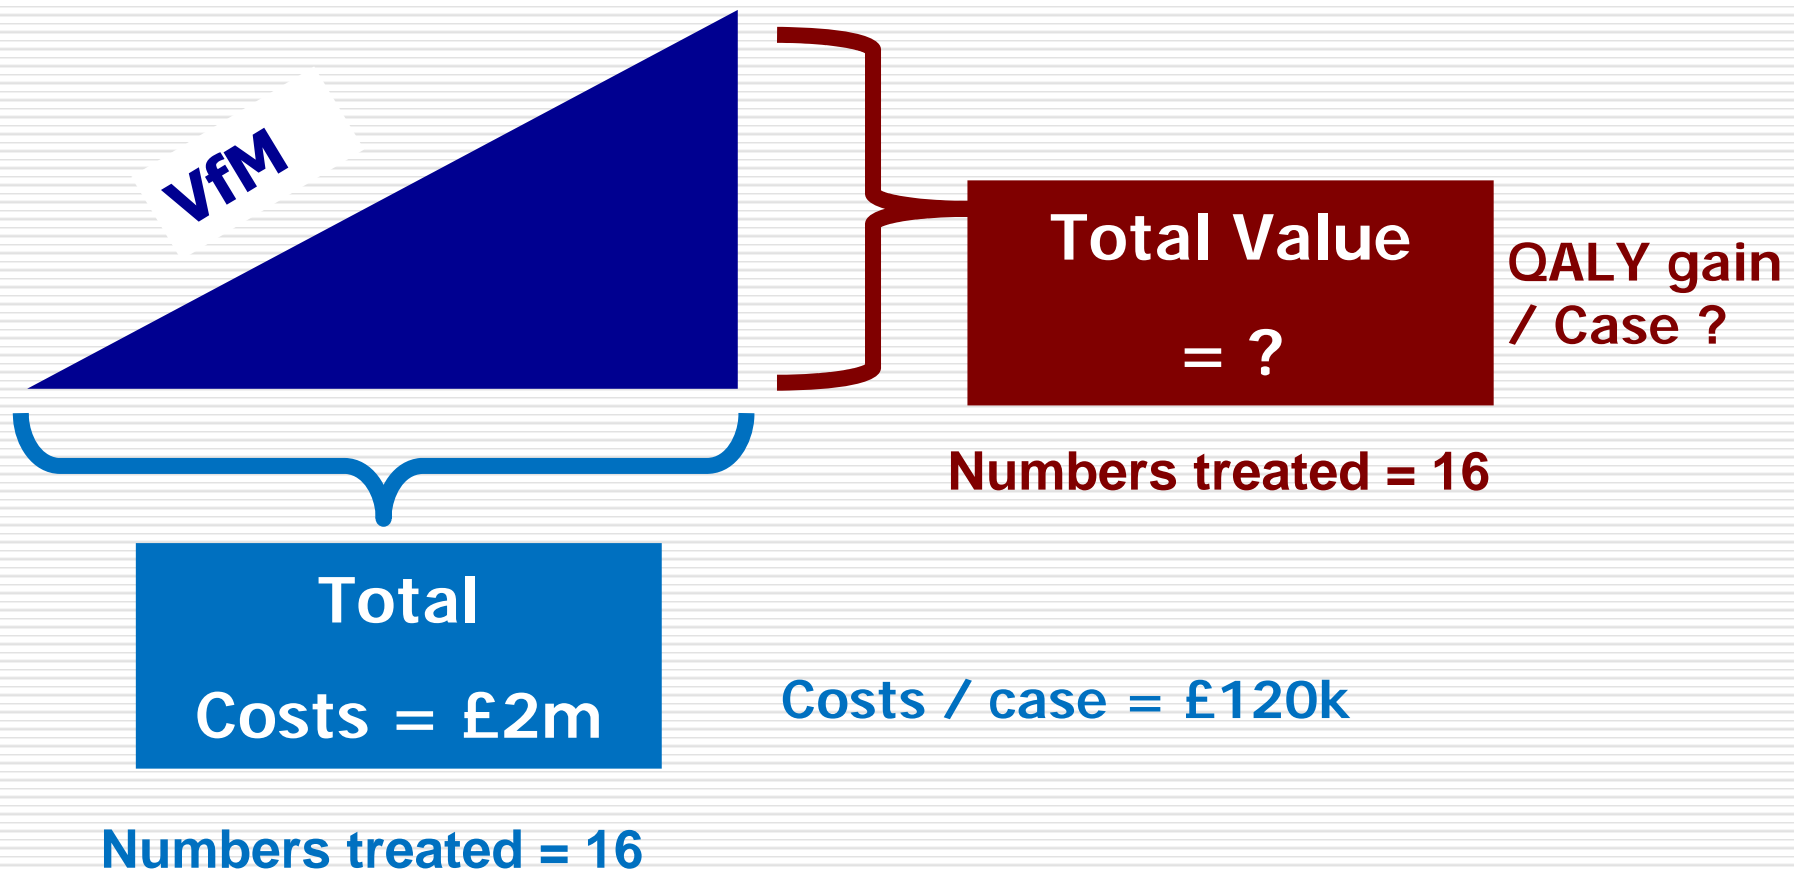 VfM
Total Value
= ?
QALY gain
/ Case ?
Numbers treated = 16
Total
Costs = £2m
Costs / case = £120k
Numbers treated = 16